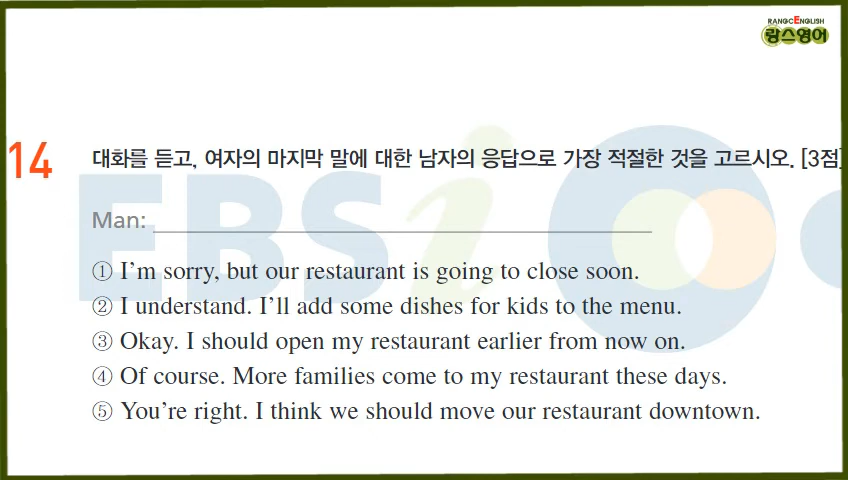 RANGCENGLISH
랑스영어
14 대화를 듣고, 여자의 마지막 말에 대한 남자의 응답으로 가장 적절한 것을 고르시오. [3점]
EBSi
Man:
① I’m sorry, but our restaurant is going to close soon.
② I understand. I’ll add some dishes for kids to the menu.
③ Okay. I should open my restaurant earlier from now on.
④ Of course. More families come to my restaurant these days.
⑤ You’re right. I think we should move our restaurant downtown.